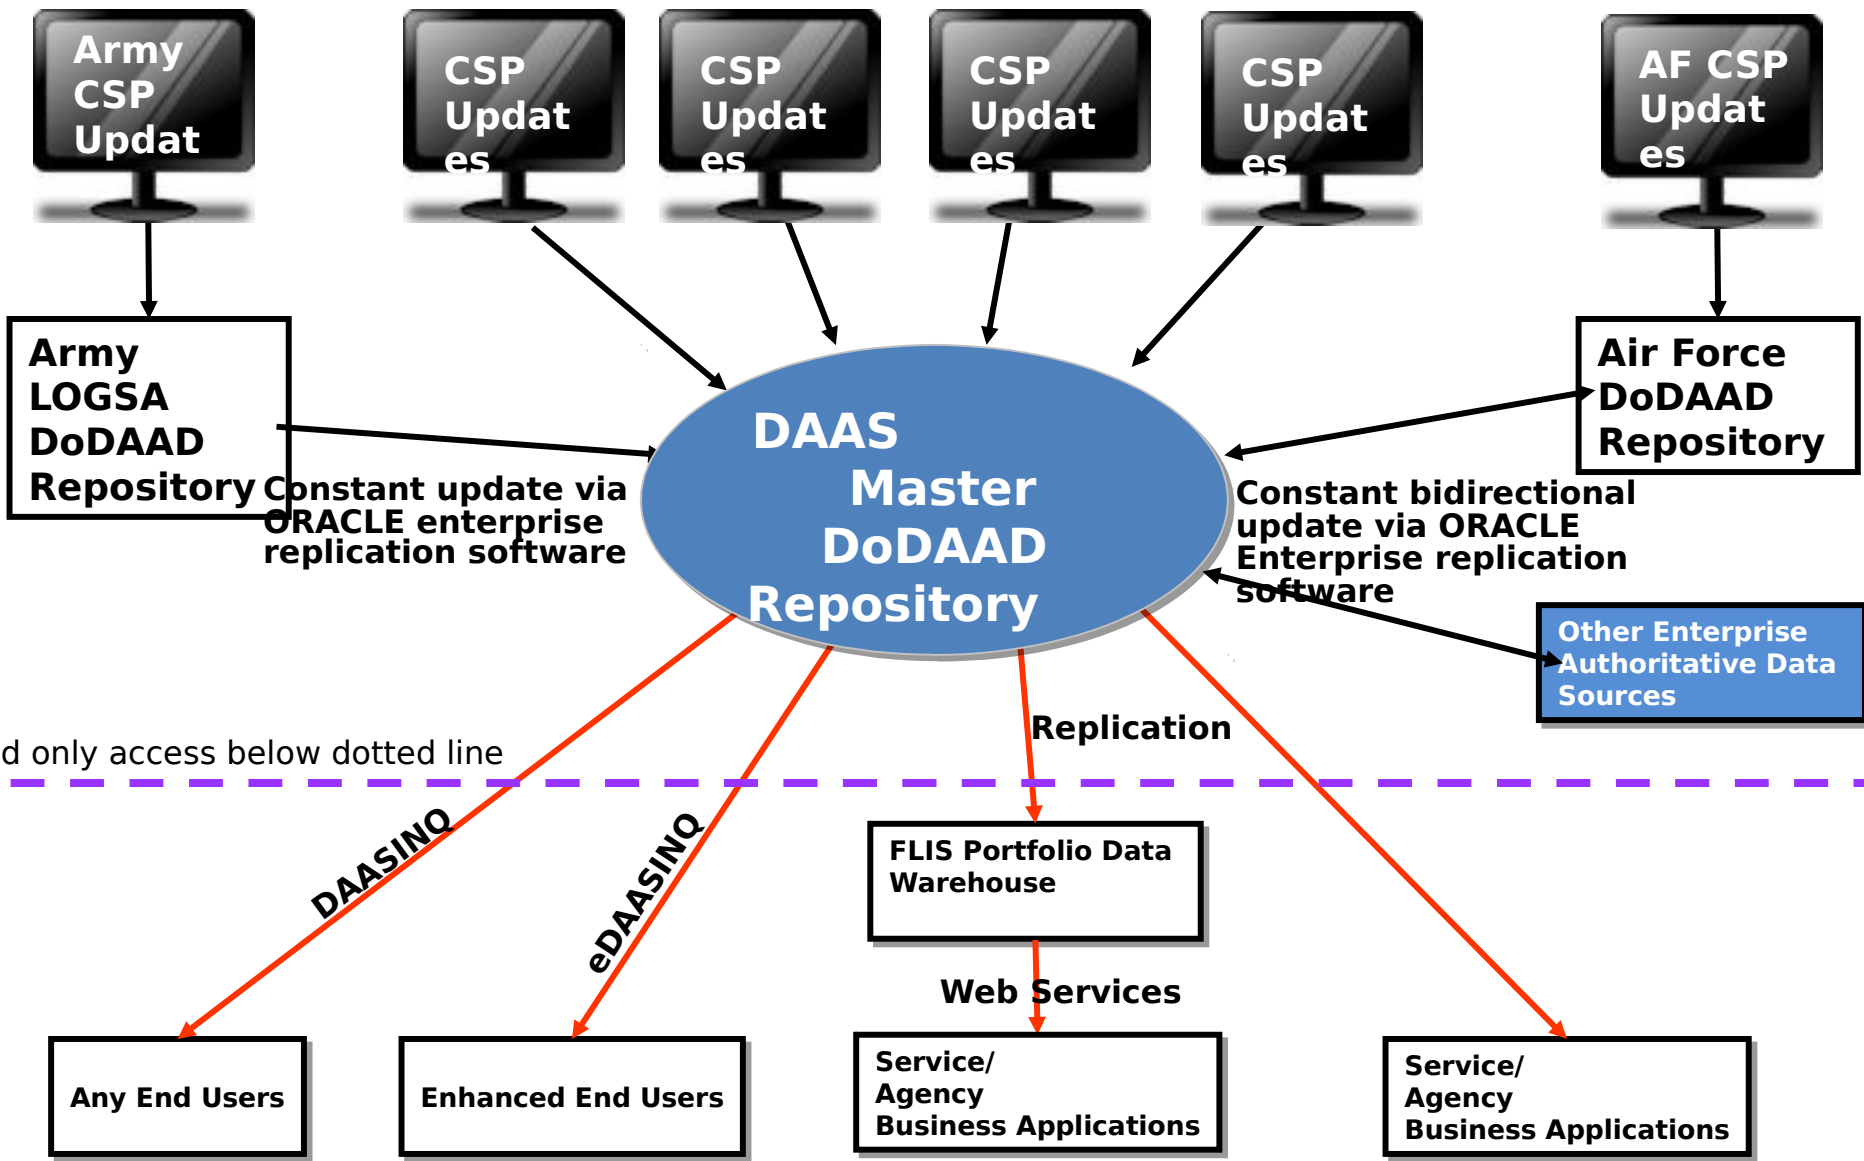 Army
CSP
Updat
CSP
Updat
es
CSP
Updat
es
CSP
Updat
es
CSP
Updat
es
AF CSP
Updat
es
Army
LOGSA
DoDAAD
Repository
Air Force
DoDAAD
Repository
DAAS
Master
DoDAAD
Repository
Constant update via
ORACLE enterprise
replication software
Constant bidirectional
update via ORACLE
Enterprise replication
software
Other Enterprise
Authoritative Data
Sources
Replication
d only access below dotted line
DAASINQ
eDAASINQ
FLIS Portfolio Data
Warehouse
Web Services
Any End Users
Enhanced End Users
Service/
Agency
Business Applications
Service/
Agency
Business Applications